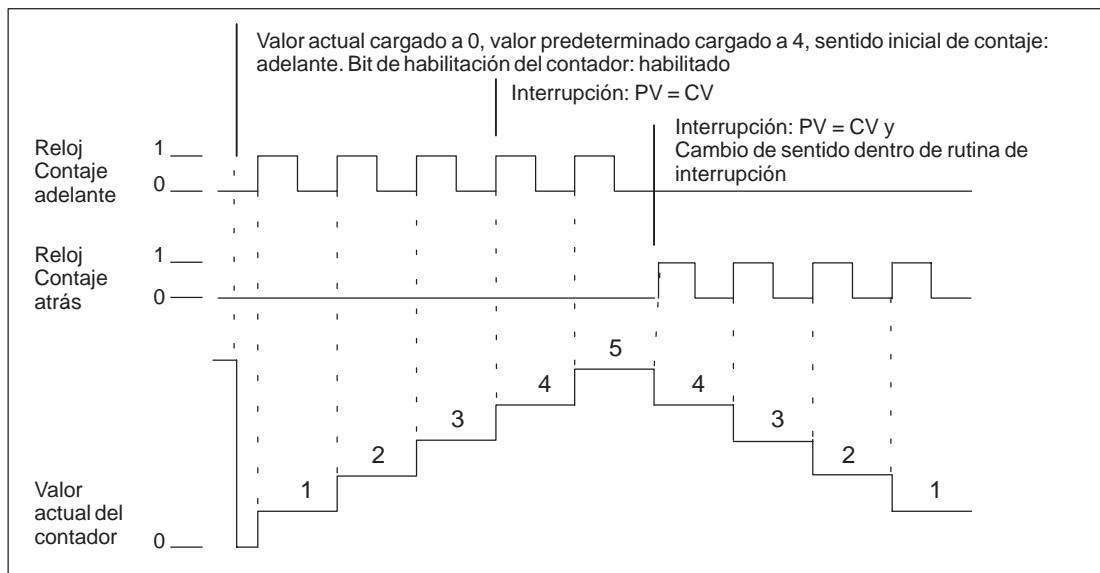 Valor actual cargado a 0, valor predeterminado cargado a 4, sentido inicial de contaje:
adelante. Bit de habilitación del contador: habilitado
Interrupción: PV = CV
Interrupción: PV = CV y
Cambio de sentido dentro de rutina de
interrupción
Reloj
Contaje
adelante
1
0
Reloj
Contaje
atrás
1
0
5
4
4
3
3
2
2
1
1
Valor
actual del
contador
0